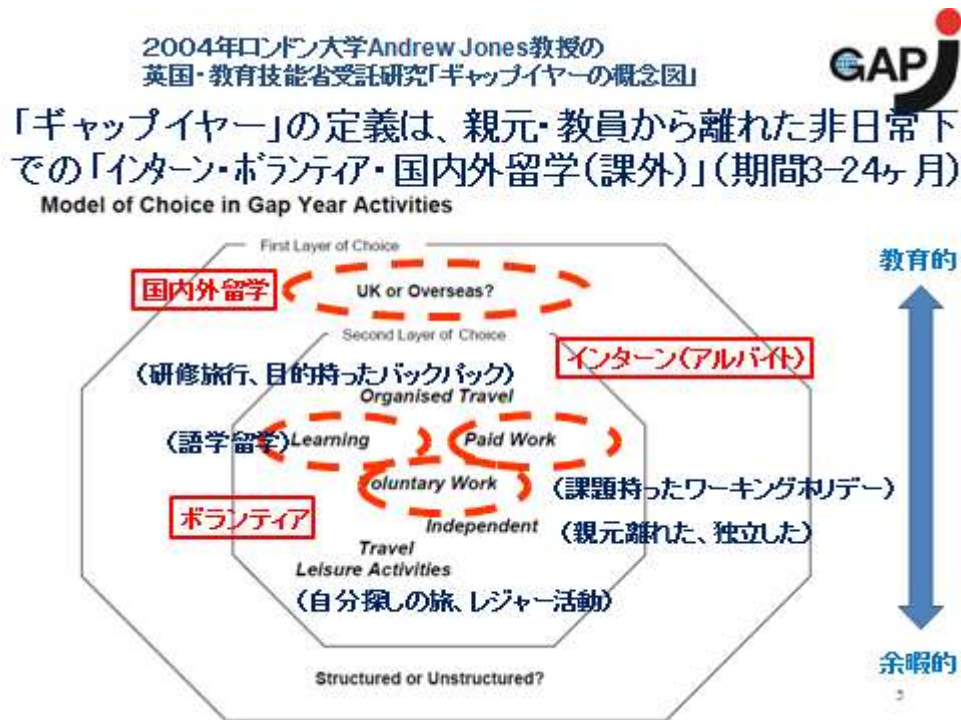 2004年ロンドン大学Andrew Jones教授の
英国・教育技能省受託研究「ギャップイヤーの概念図」
GAP
「ギャップイヤー」の定義は、親元・教員から離れた非日常下
での「インターン・ボランティア・国内外留学(課外)」(期間3-24ヶ月)
Model of Choice in Gap Year Activities
First Layer of Choice
教育的
国内外留学
UK or Overseas?
Second Layer of Choice
インターン(アルバイト)
(研修旅行、目的持ったバックパック)
Organised Travel
(語学留学) Learning
Paid Work
oluntary Work
(課題持ったワーキングホリデー)
ボランティア
Independent
(親元離れた、独立した)
Travel
Leisure Activities
(自分探しの旅、レジャー活動)
余暇的
Structured or Unstructured?